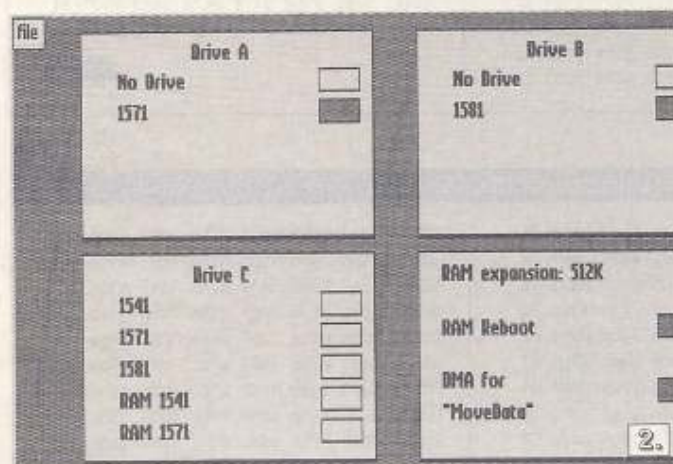 file
Drive A
No Drive
1571
Drive B
No Drive
1581
Drive C
1541
1571
1581
RAM 1541
RAM 1571
RAM expansion: 512K
RAM Reboot
DMA for
"MoveData"
2.